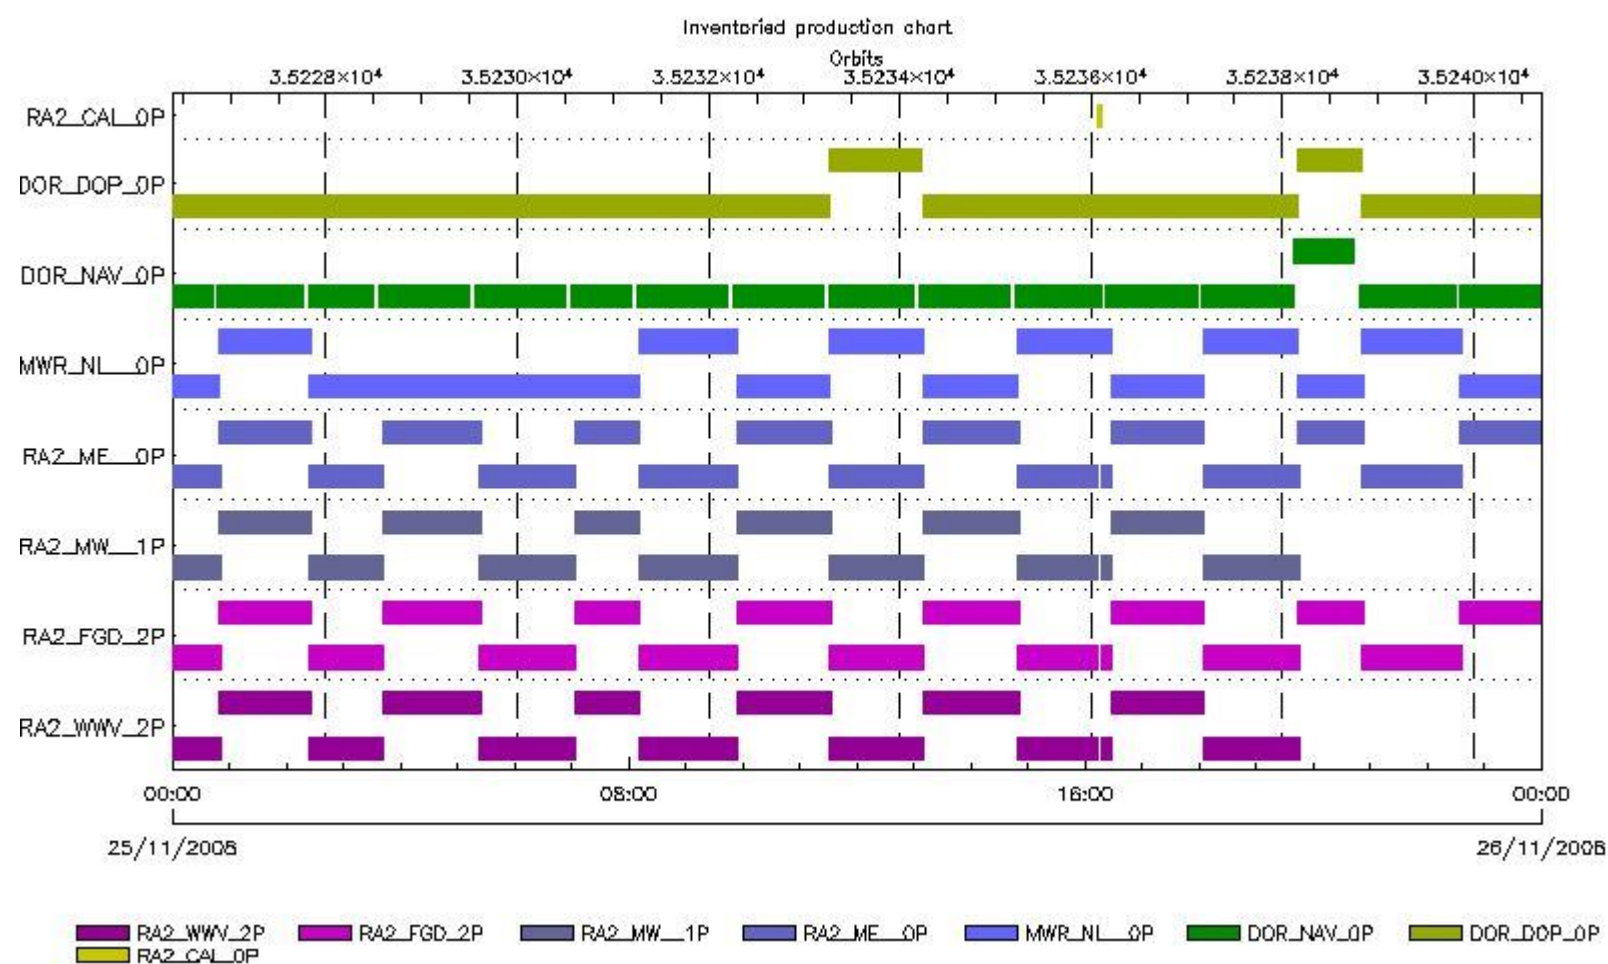 Inventoried production chart
Orbits
3.5228×10⁴ 3.5230×10⁴ 3.5232×10⁴ 3.5234×10⁴ 3.5236×10⁴ 3.5238×10⁴ 3.5240×10⁴
RA2_CAL_0P
DOR_DOP_0P
DOR_NAV_0P
MWR_NL__0P
RA2_ME__0P
RA2_MW__1P
RA2_FGD_2P
RA2_WWV_2P
00:00 08:00 16:00 00:00
25/11/2008 26/11/2008
RA2_WWV_2P RA2_FGD_2P RA2_MW__1P RA2_ME__0P MWR_NL__0P DOR_NAV_0P DOR_DOP_0P
RA2_CAL_0P